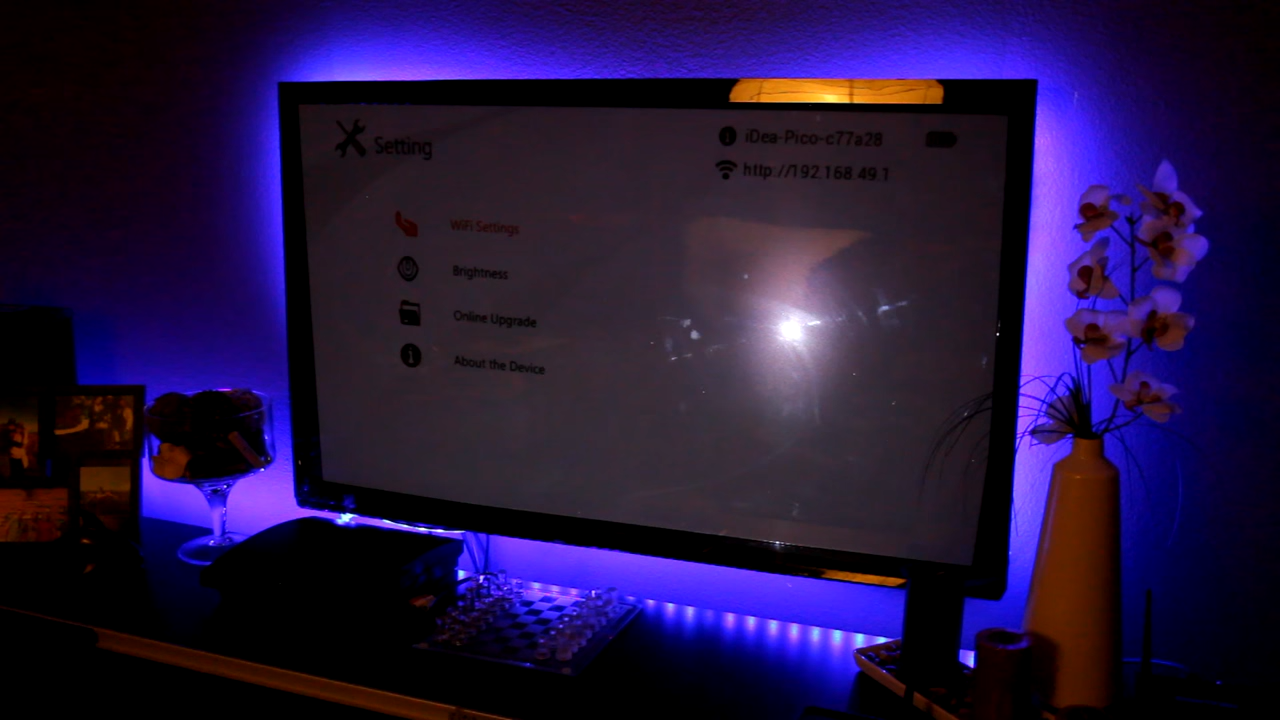 Setting
iDea-Pico-c77a28
http://192.168.49.1
WiFi Settings
Brightness
Online Upgrade
About the Device